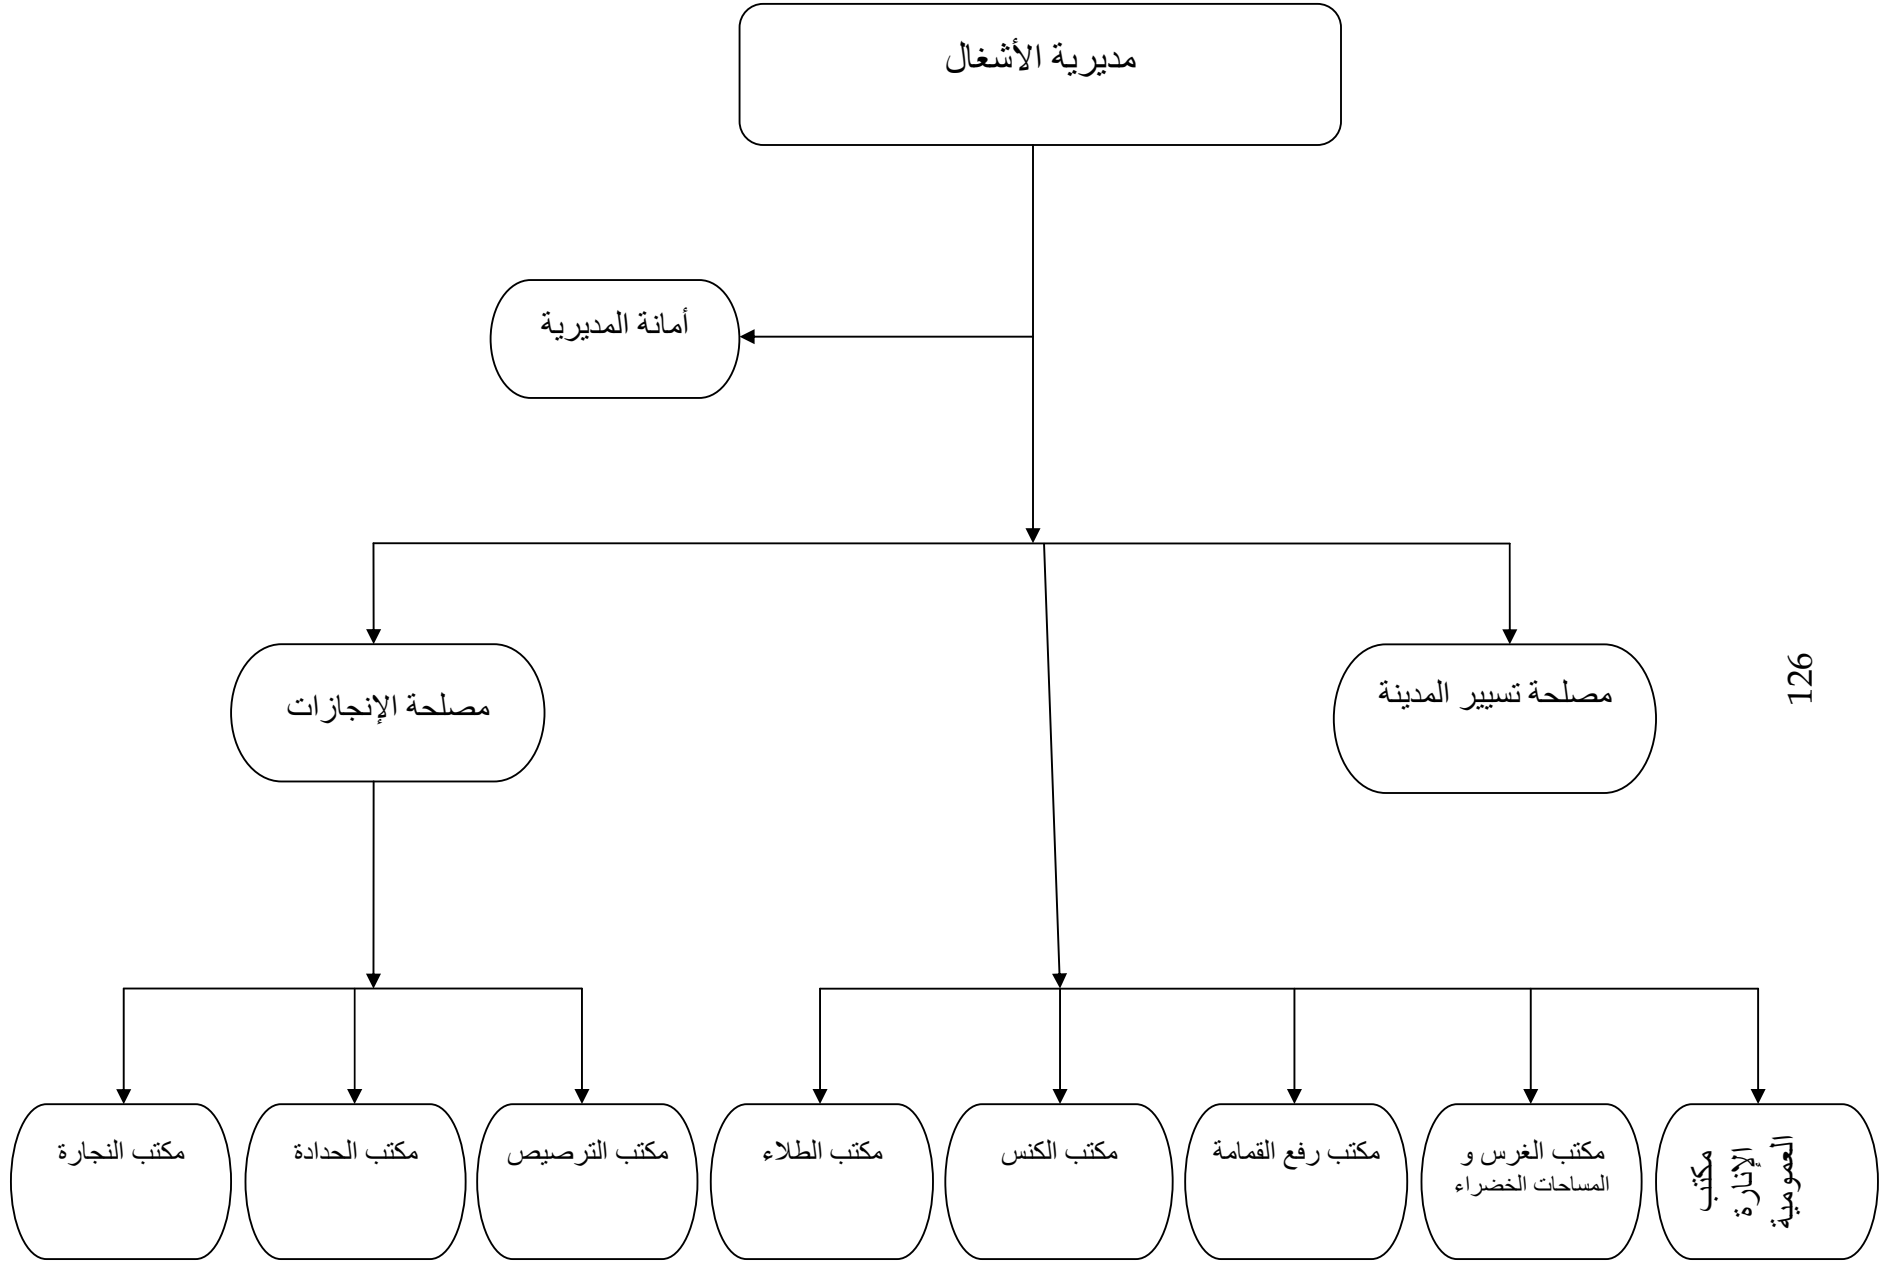 مديرية الأشغال
أمانة المديرية
مصلحة تسيير المدينة
مصلحة الإنجازات
126
مكتب
الإنارة
العمومية
مكتب الغرس و
المساحات الخضراء
مكتب رفع القمامة
مكتب الكنس
مكتب الطلاء
مكتب الترصيص
مكتب الحدادة
مكتب النجارة